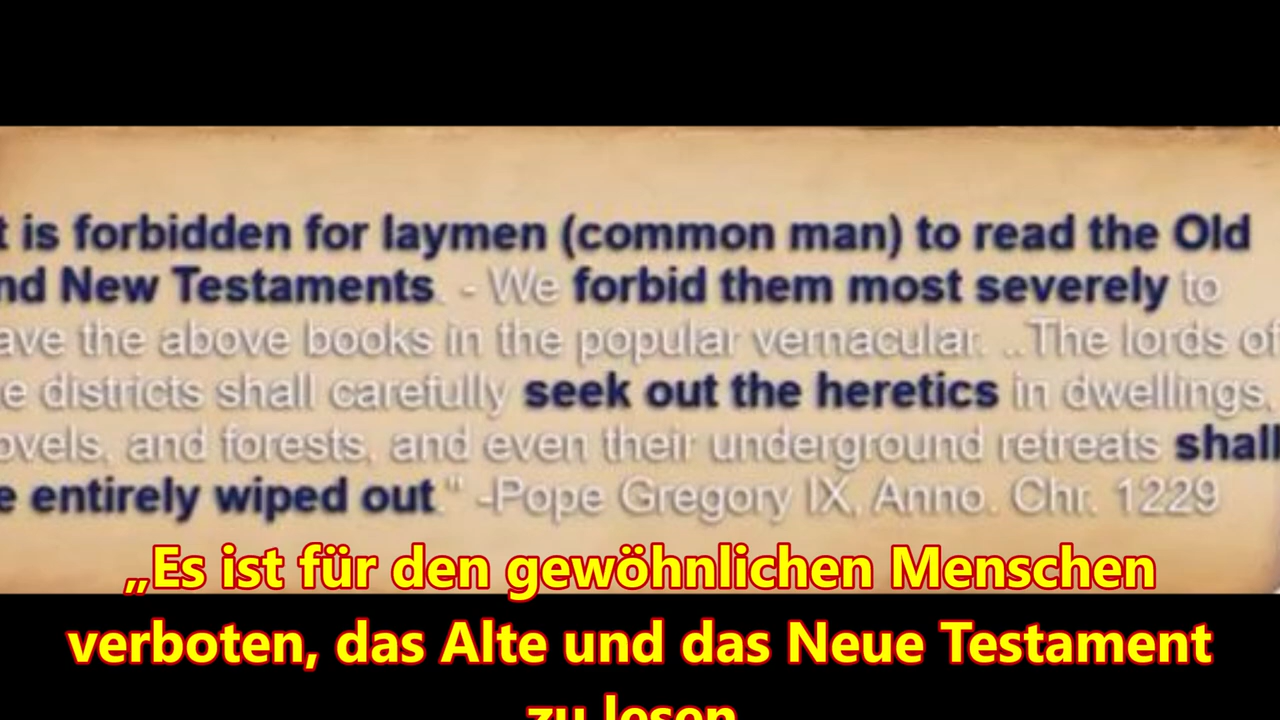 t is forbidden for laymen (common man) to read the Old
nd New Testaments. - We forbid them most severely to
ave the above books in the popular vernacular. ..The lords of
e districts shall carefully seek out the heretics in dwellings,
ovels, and forests, and even their underground retreats shall
e entirely wiped out." -Pope Gregory IX, Anno. Chr. 1229
„Es ist für den gewöhnlichen Menschen
verboten, das Alte und das Neue Testament
zu lesen